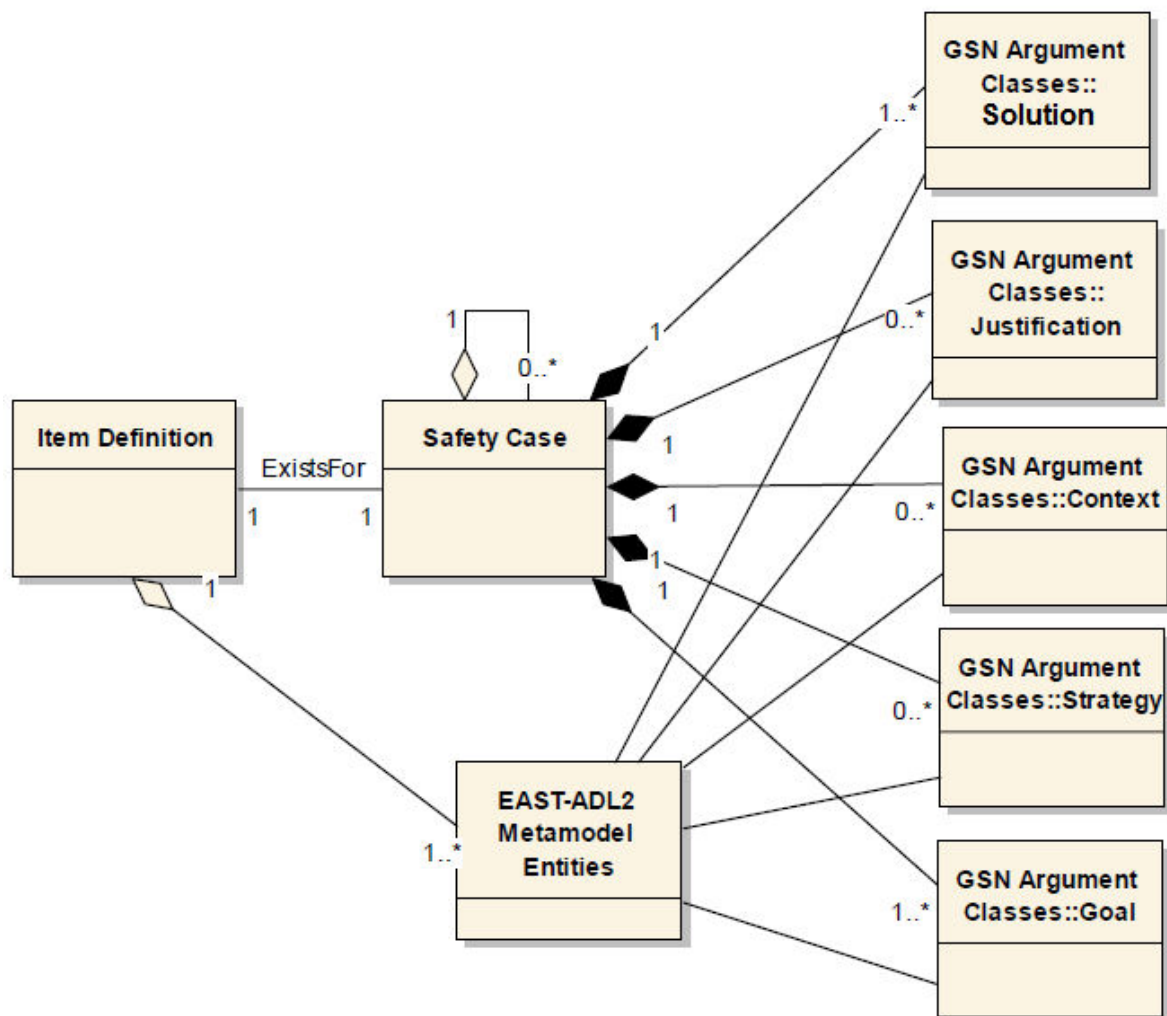 GSN Argument
Classes::
Solution
1..*
GSN Argument
Classes::
Justification
0..*
1
1
0..*
1
Item Definition
ExistsFor
1
1
Safety Case
GSN Argument
Classes::Context
0..*
1
1
1
1
GSN Argument
Classes::Strategy
0..*
EAST-ADL2
Metamodel
Entities
1..*
GSN Argument
Classes::Goal
1..*